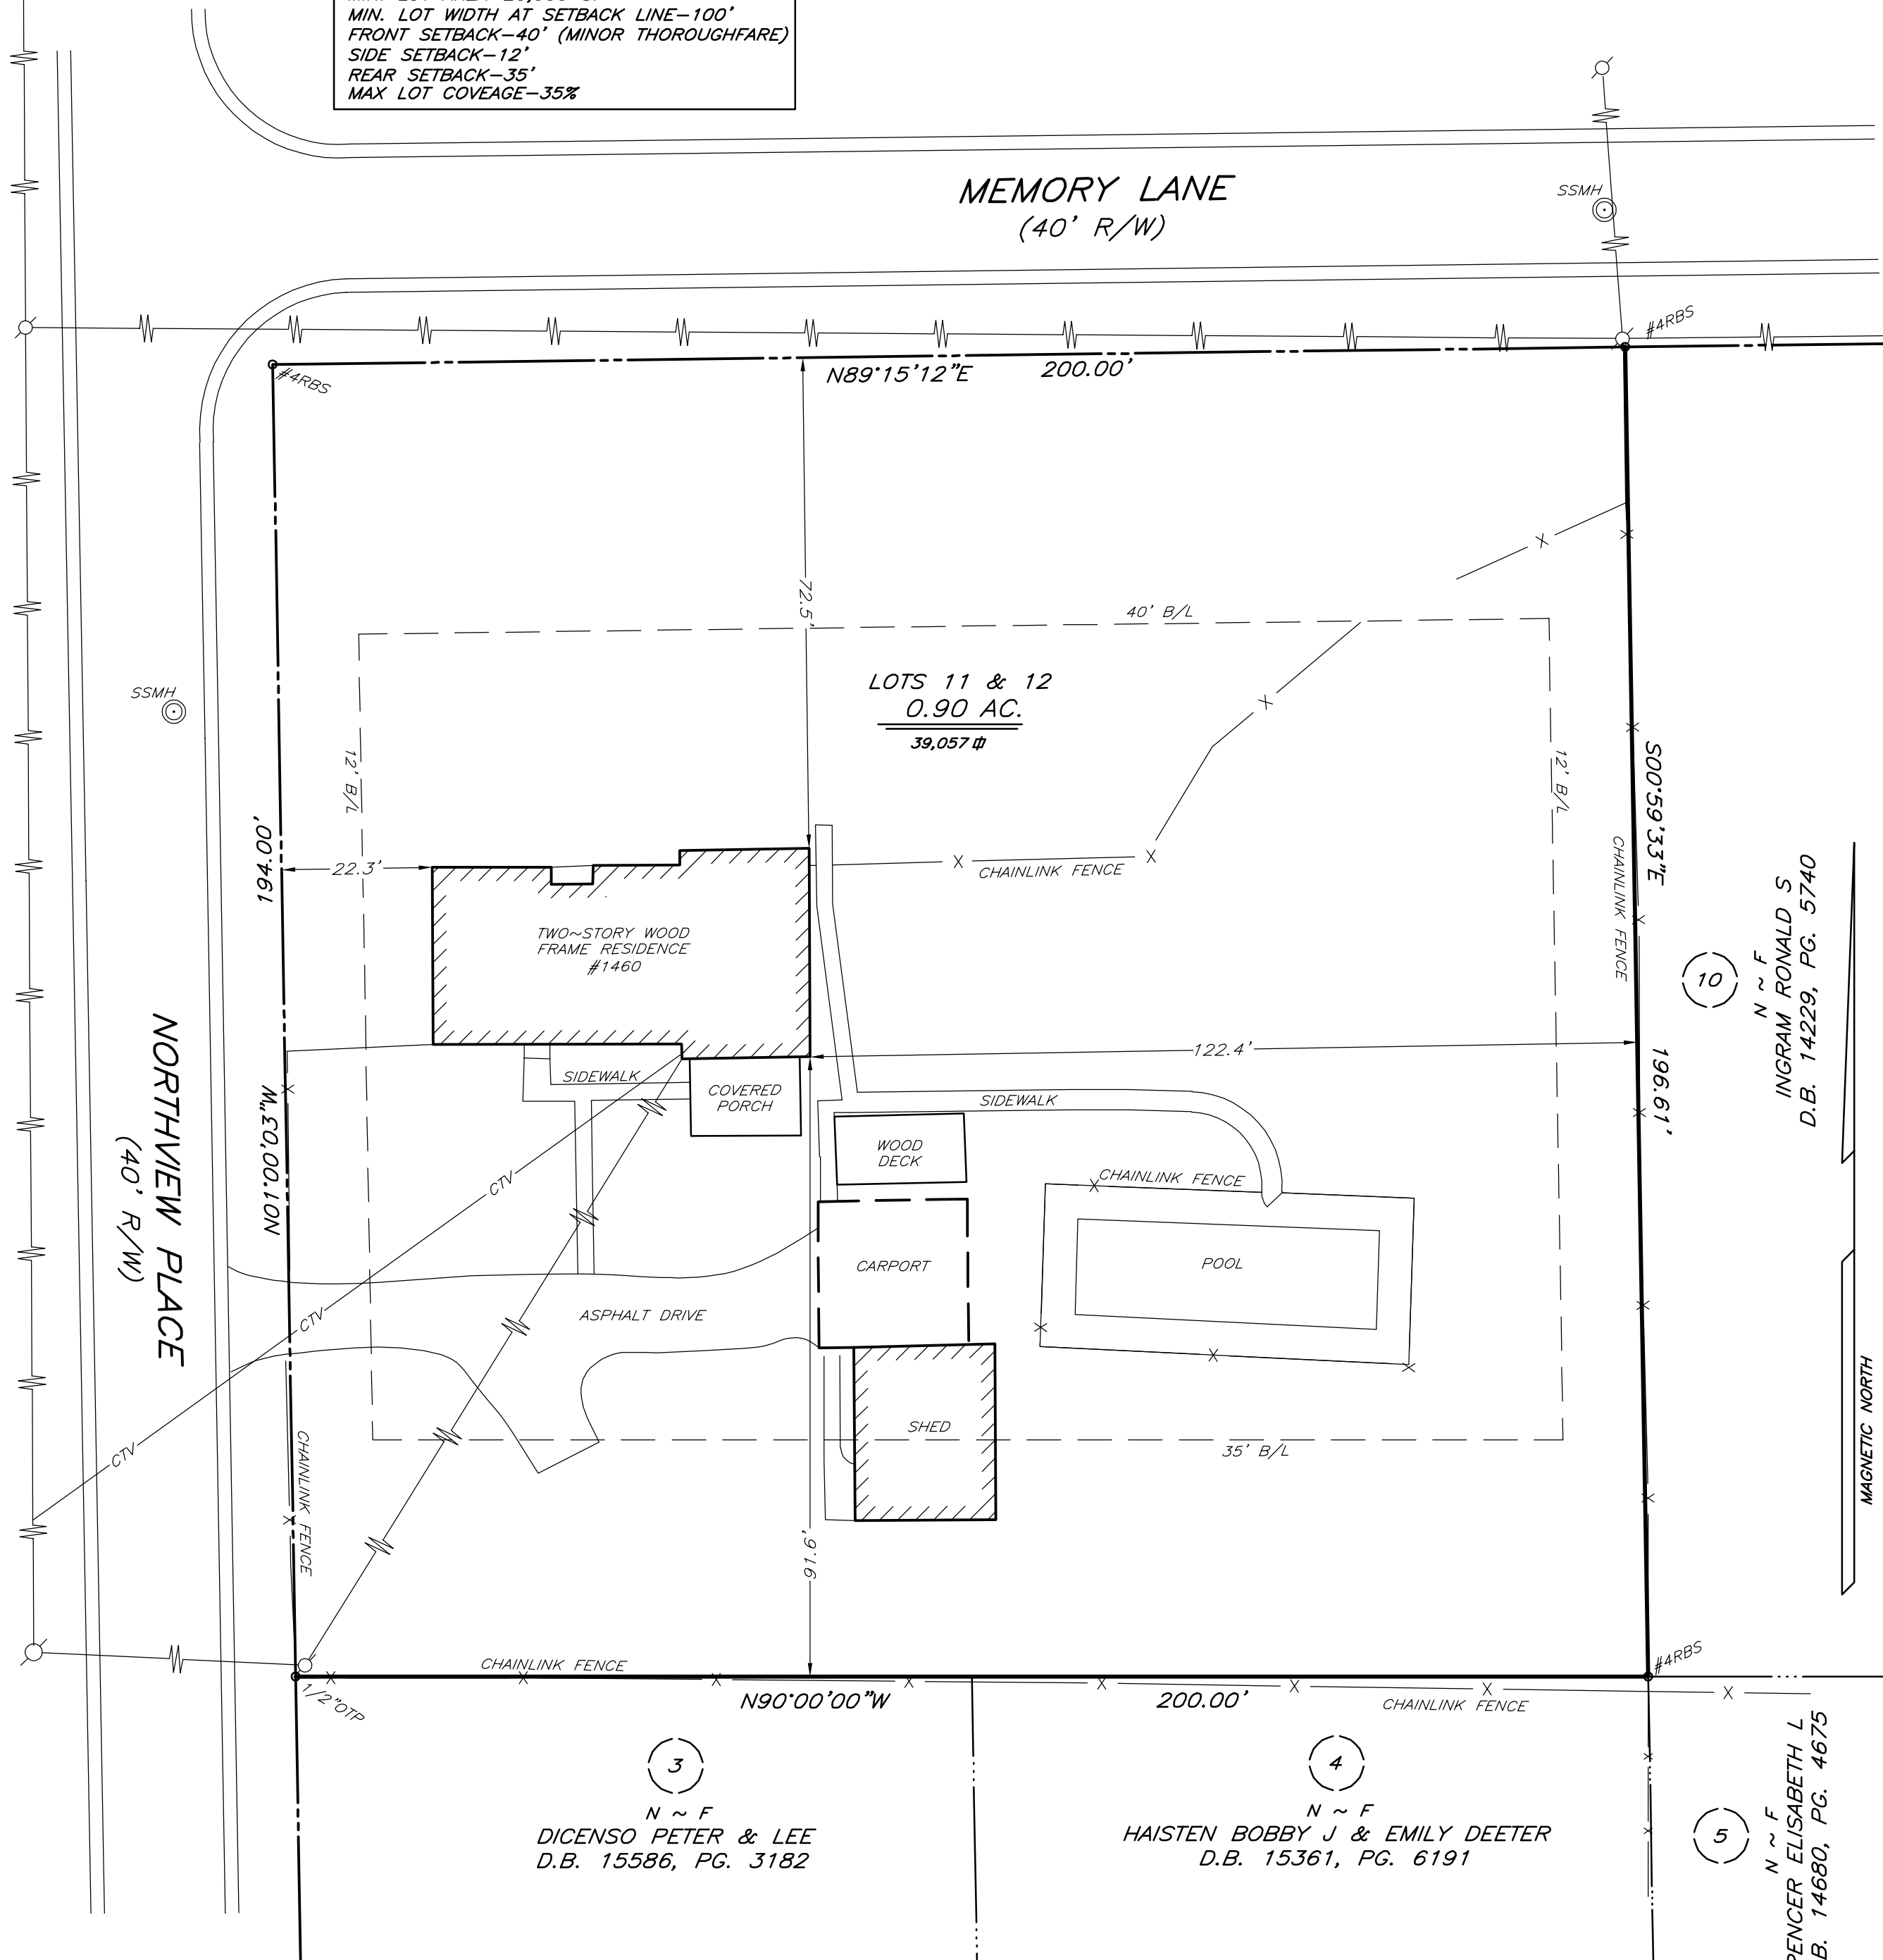 MIN. LOT WIDTH AT SETBACK LINE–100'
FRONT SETBACK–40' (MINOR THOROUGHFARE)
SIDE SETBACK–12'
REAR SETBACK–35'
MAX LOT COVEAGE–35%
MEMORY LANE
(40' R/W)
SSMH
#4RBS
#4RBS
N89°15'12"E 200.00'
72.5'
40' B/L
LOTS 11 & 12
0.90 AC.
39,057
SSMH
12' B/L
12' B/L
194.00'
N01°00'03"W
22.3'
S00°59'33"E
196.61'
CHAINLINK FENCE
CHAINLINK FENCE
TWO~STORY WOOD
FRAME RESIDENCE
#1460
10
N ~ F
INGRAM RONALD S
D.B. 14229, PG. 5740
NORTHVIEW PLACE
(40' R/W)
122.4'
SIDEWALK
COVERED
PORCH
SIDEWALK
WOOD
DECK
CTV
CTV
CTV
CHAINLINK FENCE
POOL
CARPORT
ASPHALT DRIVE
SHED
35' B/L
MAGNETIC NORTH
CHAINLINK FENCE
91.6'
CHAINLINK FENCE
#4RBS
1/2"OTP
N90°00'00"W 200.00'
CHAINLINK FENCE
3
N ~ F
DICENSO PETER & LEE
D.B. 15586, PG. 3182
4
N ~ F
HAISTEN BOBBY J & EMILY DEETER
D.B. 15361, PG. 6191
5
N ~ F
PENCER ELISABETH L
B. 14680, PG. 4675